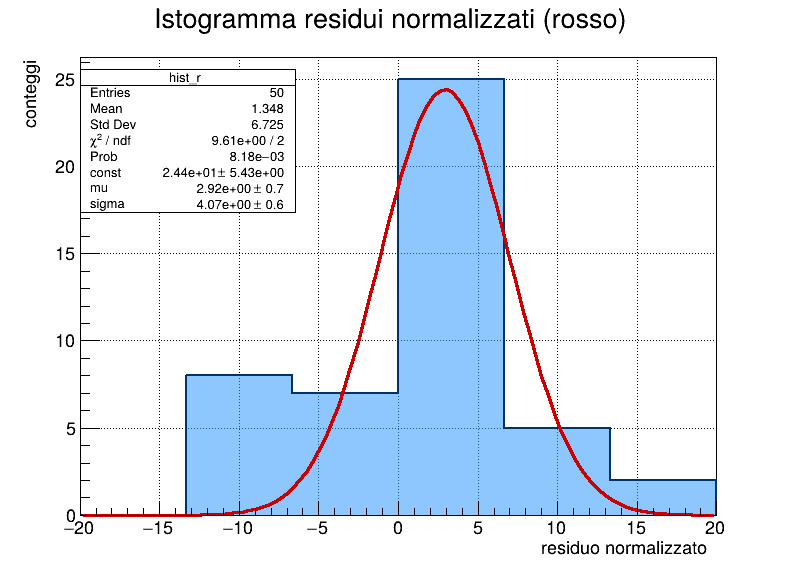 Istogramma residui normalizzati (rosso)
conteggi
hist_r
Entries 50
Mean 1.348
Std Dev 6.725
χ² / ndf 9.61e+00 / 2
Prob 8.18e−03
const 2.44e+01 ± 5.43e+00
mu 2.92e+00 ± 0.7
sigma 4.07e+00 ± 0.6
25
20
15
10
5
0
−20 −15 −10 −5 0 5 10 15 20
residuo normalizzato